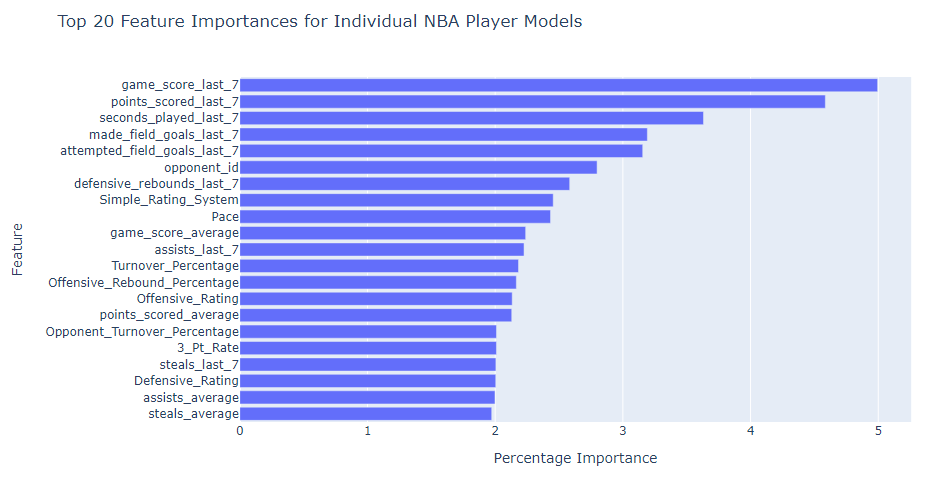 Top 20 Feature Importances for Individual NBA Player Models
game_score_last_7
points_scored_last_7
seconds_played_last_7
made_field_goals_last_7
attempted_field_goals_last_7
opponent_id
defensive_rebounds_last_7
Simple_Rating_System
Pace
game_score_average
assists_last_7
Turnover_Percentage
Offensive_Rebound_Percentage
Offensive_Rating
points_scored_average
Opponent_Turnover_Percentage
3_Pt_Rate
steals_last_7
Defensive_Rating
assists_average
steals_average
Feature
0 1 2 3 4 5
Percentage Importance